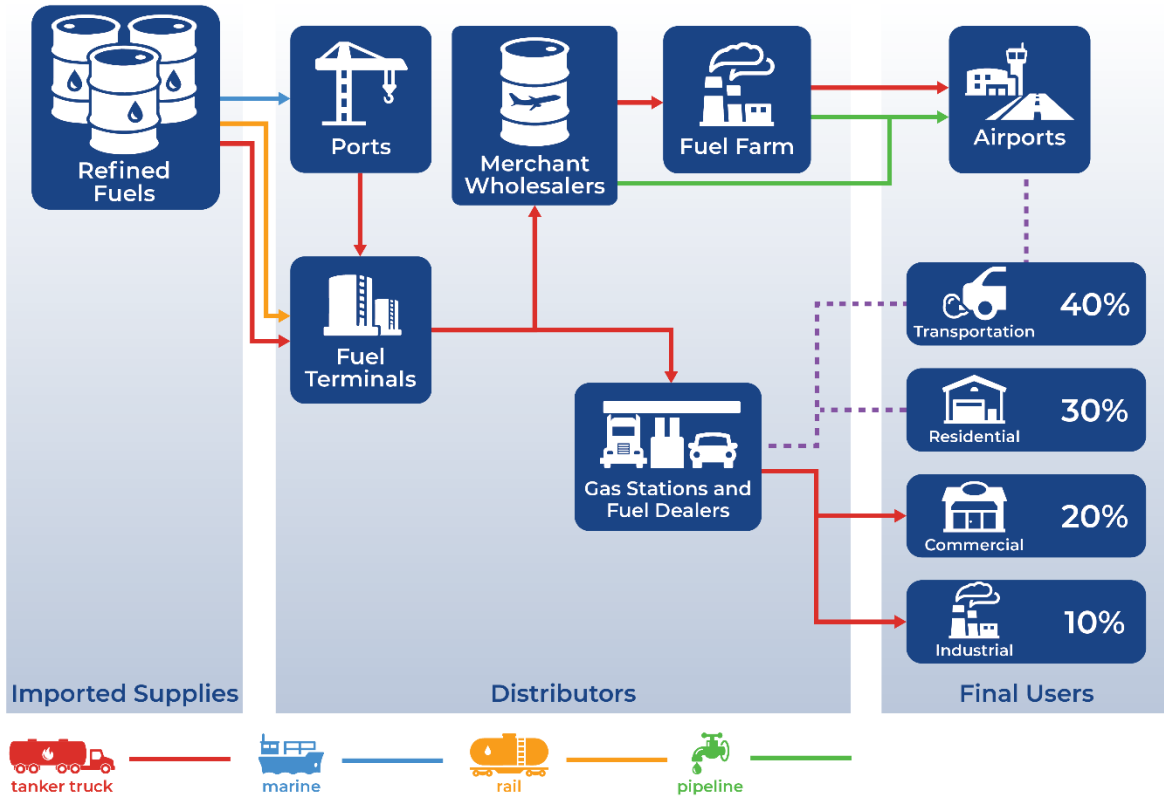 Refined
Fuels
Ports
Merchant
Wholesalers
Fuel Farm
Airports
Fuel
Terminals
Gas Stations and
Fuel Dealers
Transportation
40%
Residential
30%
Commercial
20%
Industrial
10%
Imported Supplies
Distributors
Final Users
tanker truck
marine
rail
pipeline